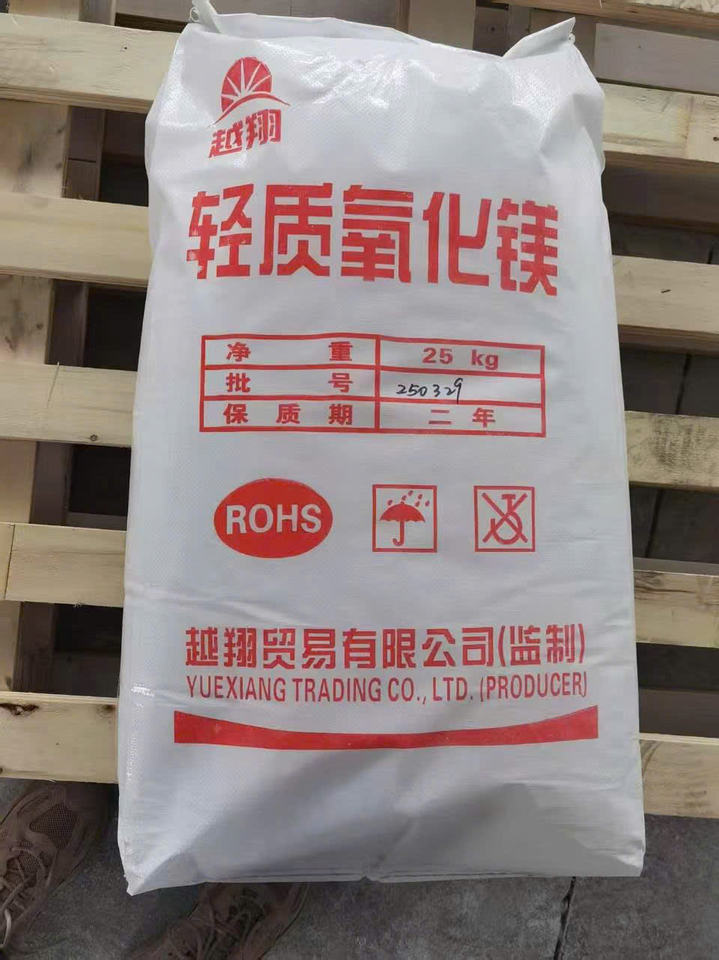 越翔
轻质氧化镁
净重 25 kg
批号 250329
保质期 二年
ROHS
越翔贸易有限公司(监制)
YUEXIANG TRADING CO., LTD. (PRODUCER)